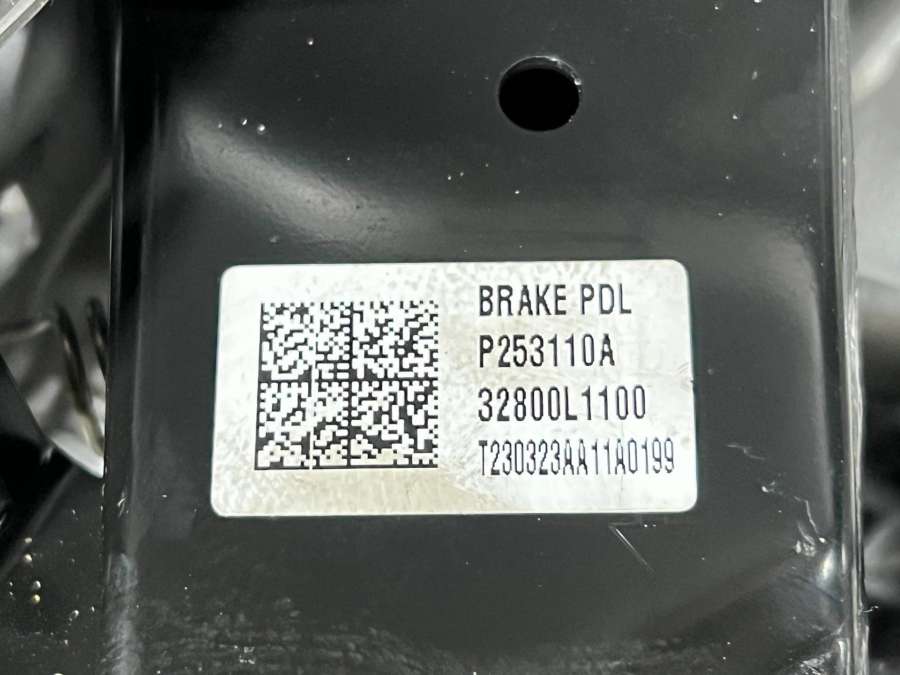 BRAKE PDL
P253110A
32800L1100
T230323AA11A0199